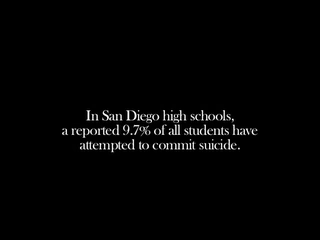 In San Diego high schools,
a reported 9.7% of all students have
attempted to commit suicide.